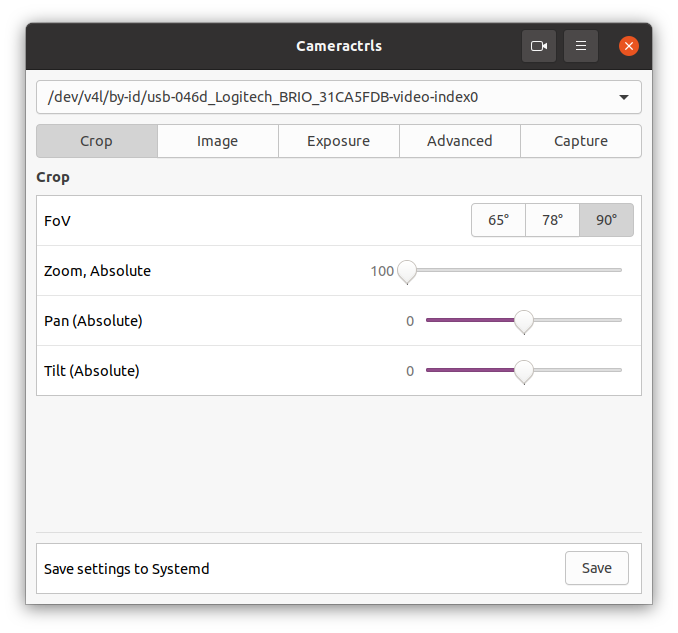 Cameractrls
/dev/v4l/by-id/usb-046d_Logitech_BRIO_31CA5FDB-video-index0
Crop Image Exposure Advanced Capture
Crop
FoV 65° 78° 90°
Zoom, Absolute 100
Pan (Absolute) 0
Tilt (Absolute) 0
Save settings to Systemd Save